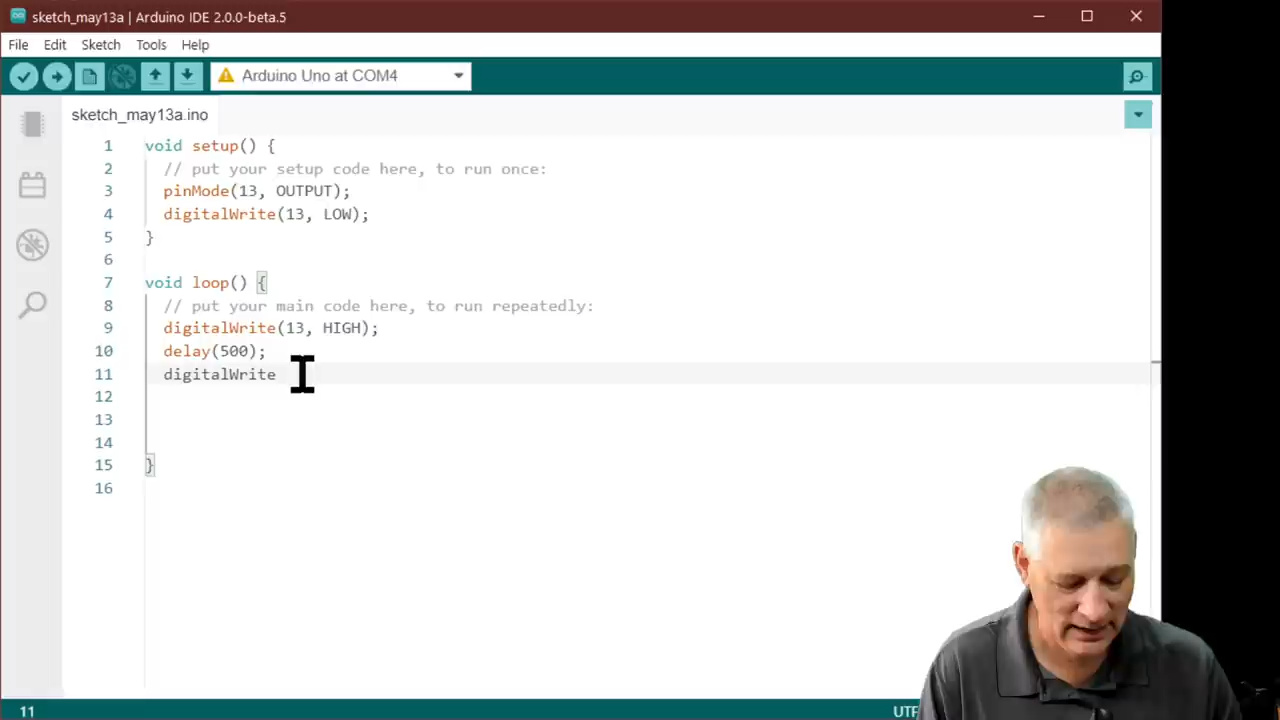 sketch_may13a | Arduino IDE 2.0.0-beta.5
File Edit Sketch Tools Help
Arduino Uno at COM4
sketch_may13a.ino
1 void setup() {
2 // put your setup code here, to run once:
3 pinMode(13, OUTPUT);
4 digitalWrite(13, LOW);
5 }
6
7 void loop() {
8 // put your main code here, to run repeatedly:
9 digitalWrite(13, HIGH);
10 delay(500);
11 digitalWrite
12
13
14
15 }
16
11 UTF